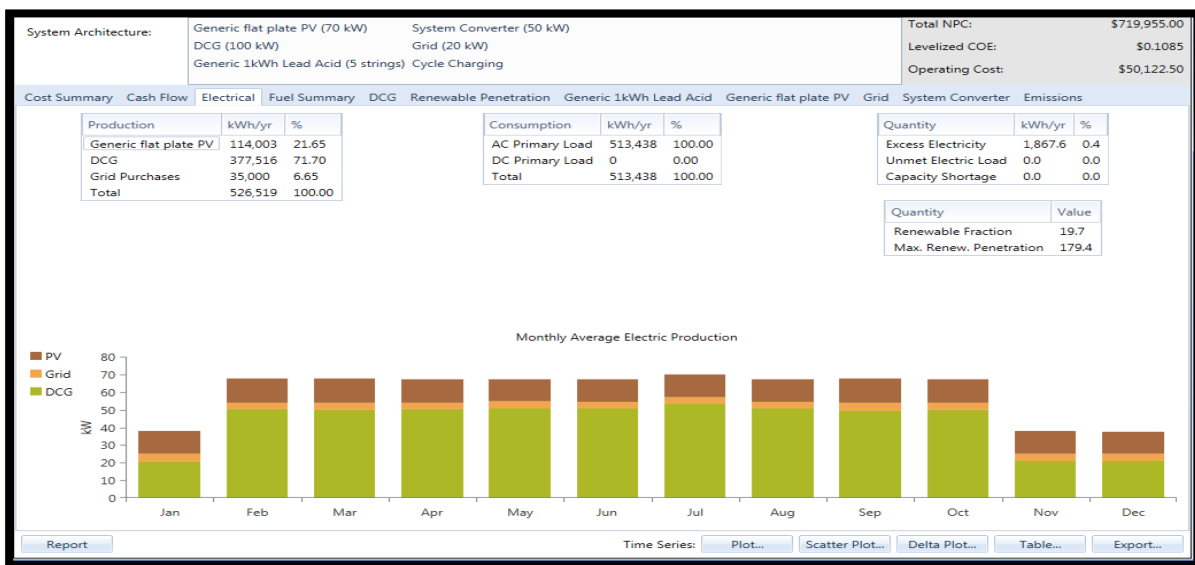 System Architecture:
Generic flat plate PV (70 kW) System Converter (50 kW)
DCG (100 kW) Grid (20 kW)
Generic 1kWh Lead Acid (5 strings) Cycle Charging
Total NPC: $719,955.00
Levelized COE: $0.1085
Operating Cost: $50,122.50
Cost Summary Cash Flow Electrical Fuel Summary DCG Renewable Penetration Generic 1kWh Lead Acid Generic flat plate PV Grid System Converter Emissions
Production kWh/yr %
Generic flat plate PV 114,003 21.65
DCG 377,516 71.70
Grid Purchases 35,000 6.65
Total 526,519 100.00
Consumption kWh/yr %
AC Primary Load 513,438 100.00
DC Primary Load 0 0.00
Total 513,438 100.00
Quantity kWh/yr %
Excess Electricity 1,867.6 0.4
Unmet Electric Load 0.0 0.0
Capacity Shortage 0.0 0.0
Quantity Value
Renewable Fraction 19.7
Max. Renew. Penetration 179.4
Monthly Average Electric Production
PV
Grid
DCG
kW
80
70
60
50
40
30
20
10
0
Jan Feb Mar Apr May Jun Jul Aug Sep Oct Nov Dec
Report Time Series: Plot... Scatter Plot... Delta Plot... Table... Export...